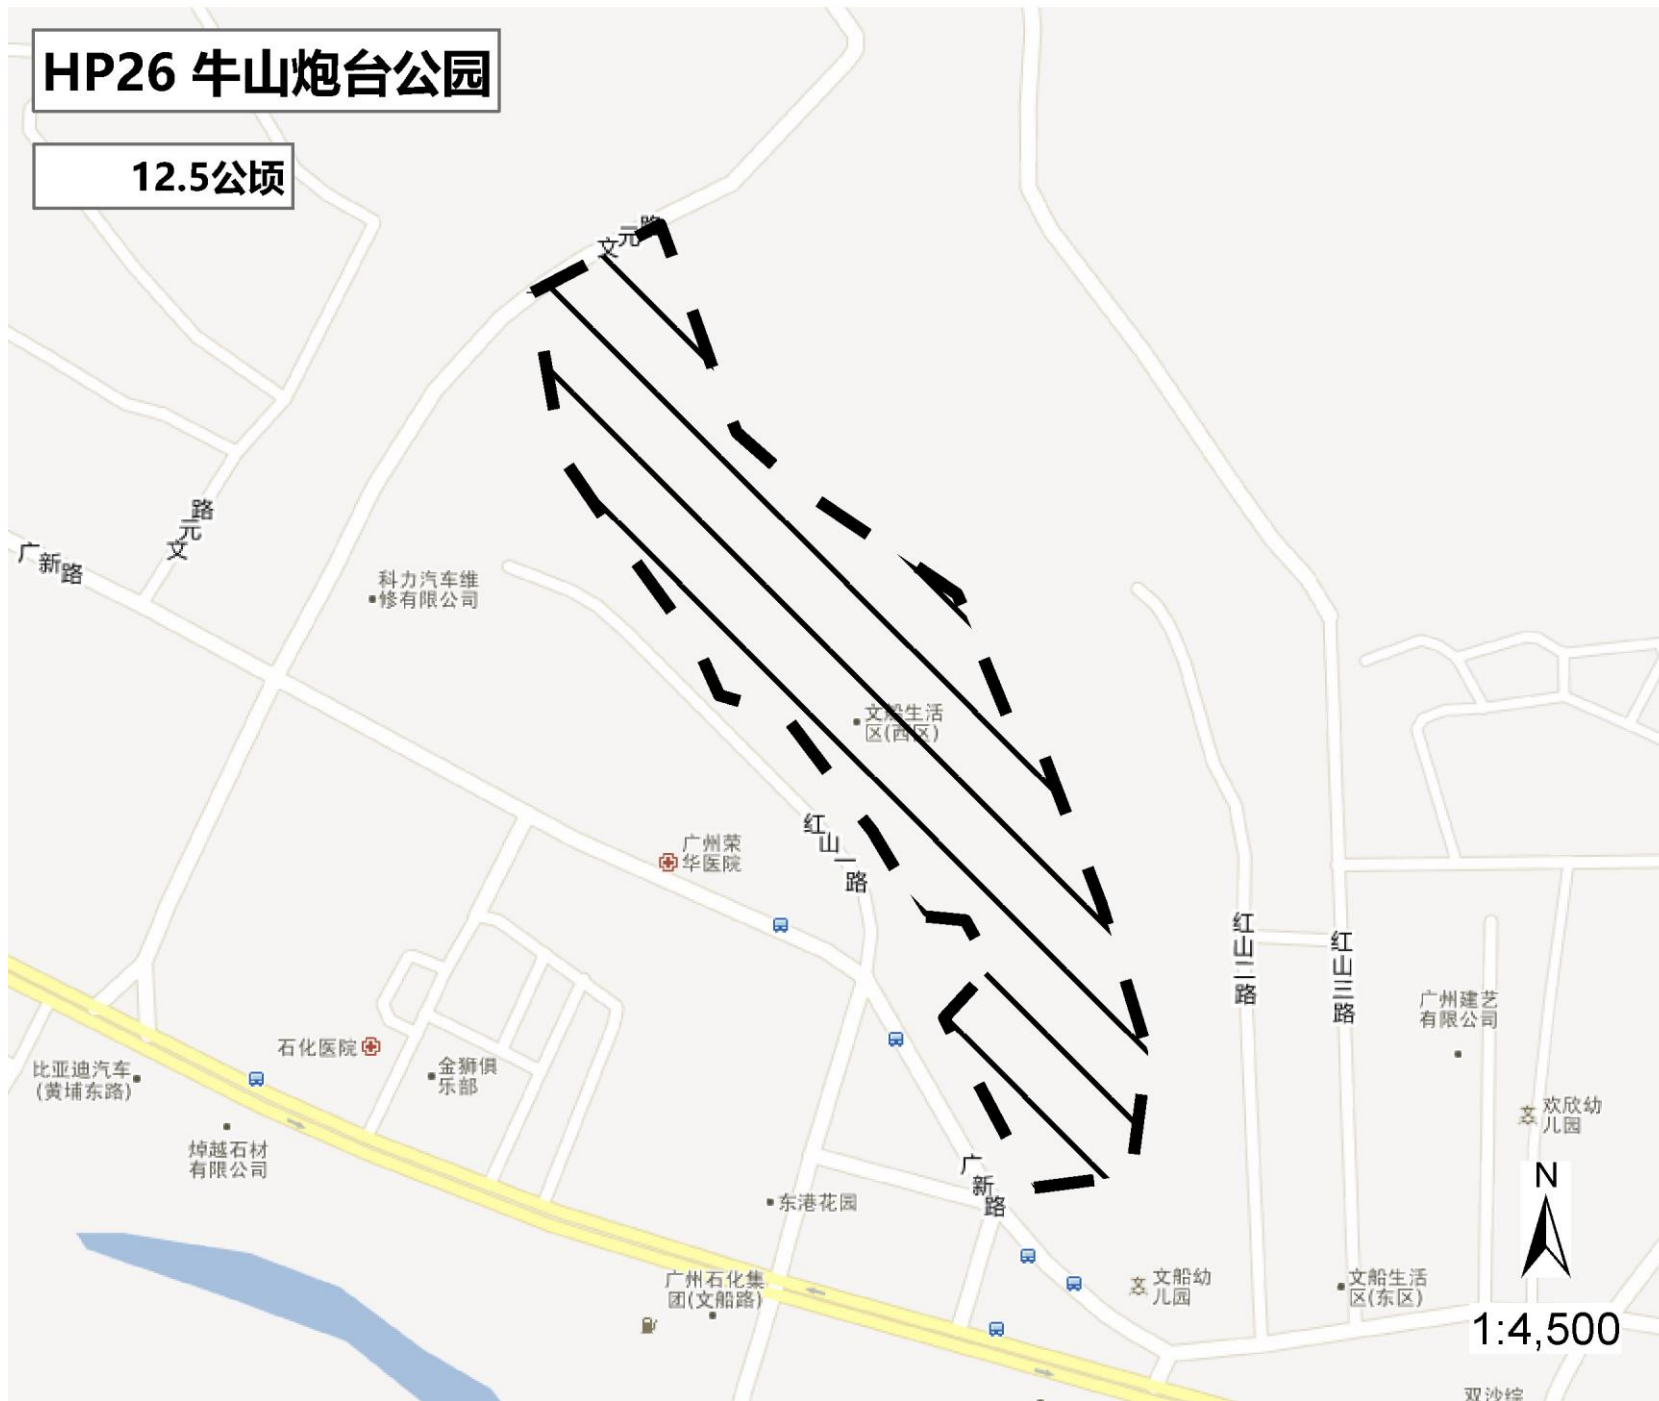 HP26 牛山炮台公园
12.5公顷
文元路
文元路
广新路
科力汽车维
修有限公司
文船生活
区(西区)
红山一路
广州荣
华医院
红山二路
红山三路
广州建艺
有限公司
石化医院
金狮俱
乐部
比亚迪汽车
(黄埔东路)
焯越石材
有限公司
欢欣幼
儿园
广新路
东港花园
N
广州石化集
团(文船路)
文船幼
儿园
文船生活
区(东区)
1:4,500
双沙综